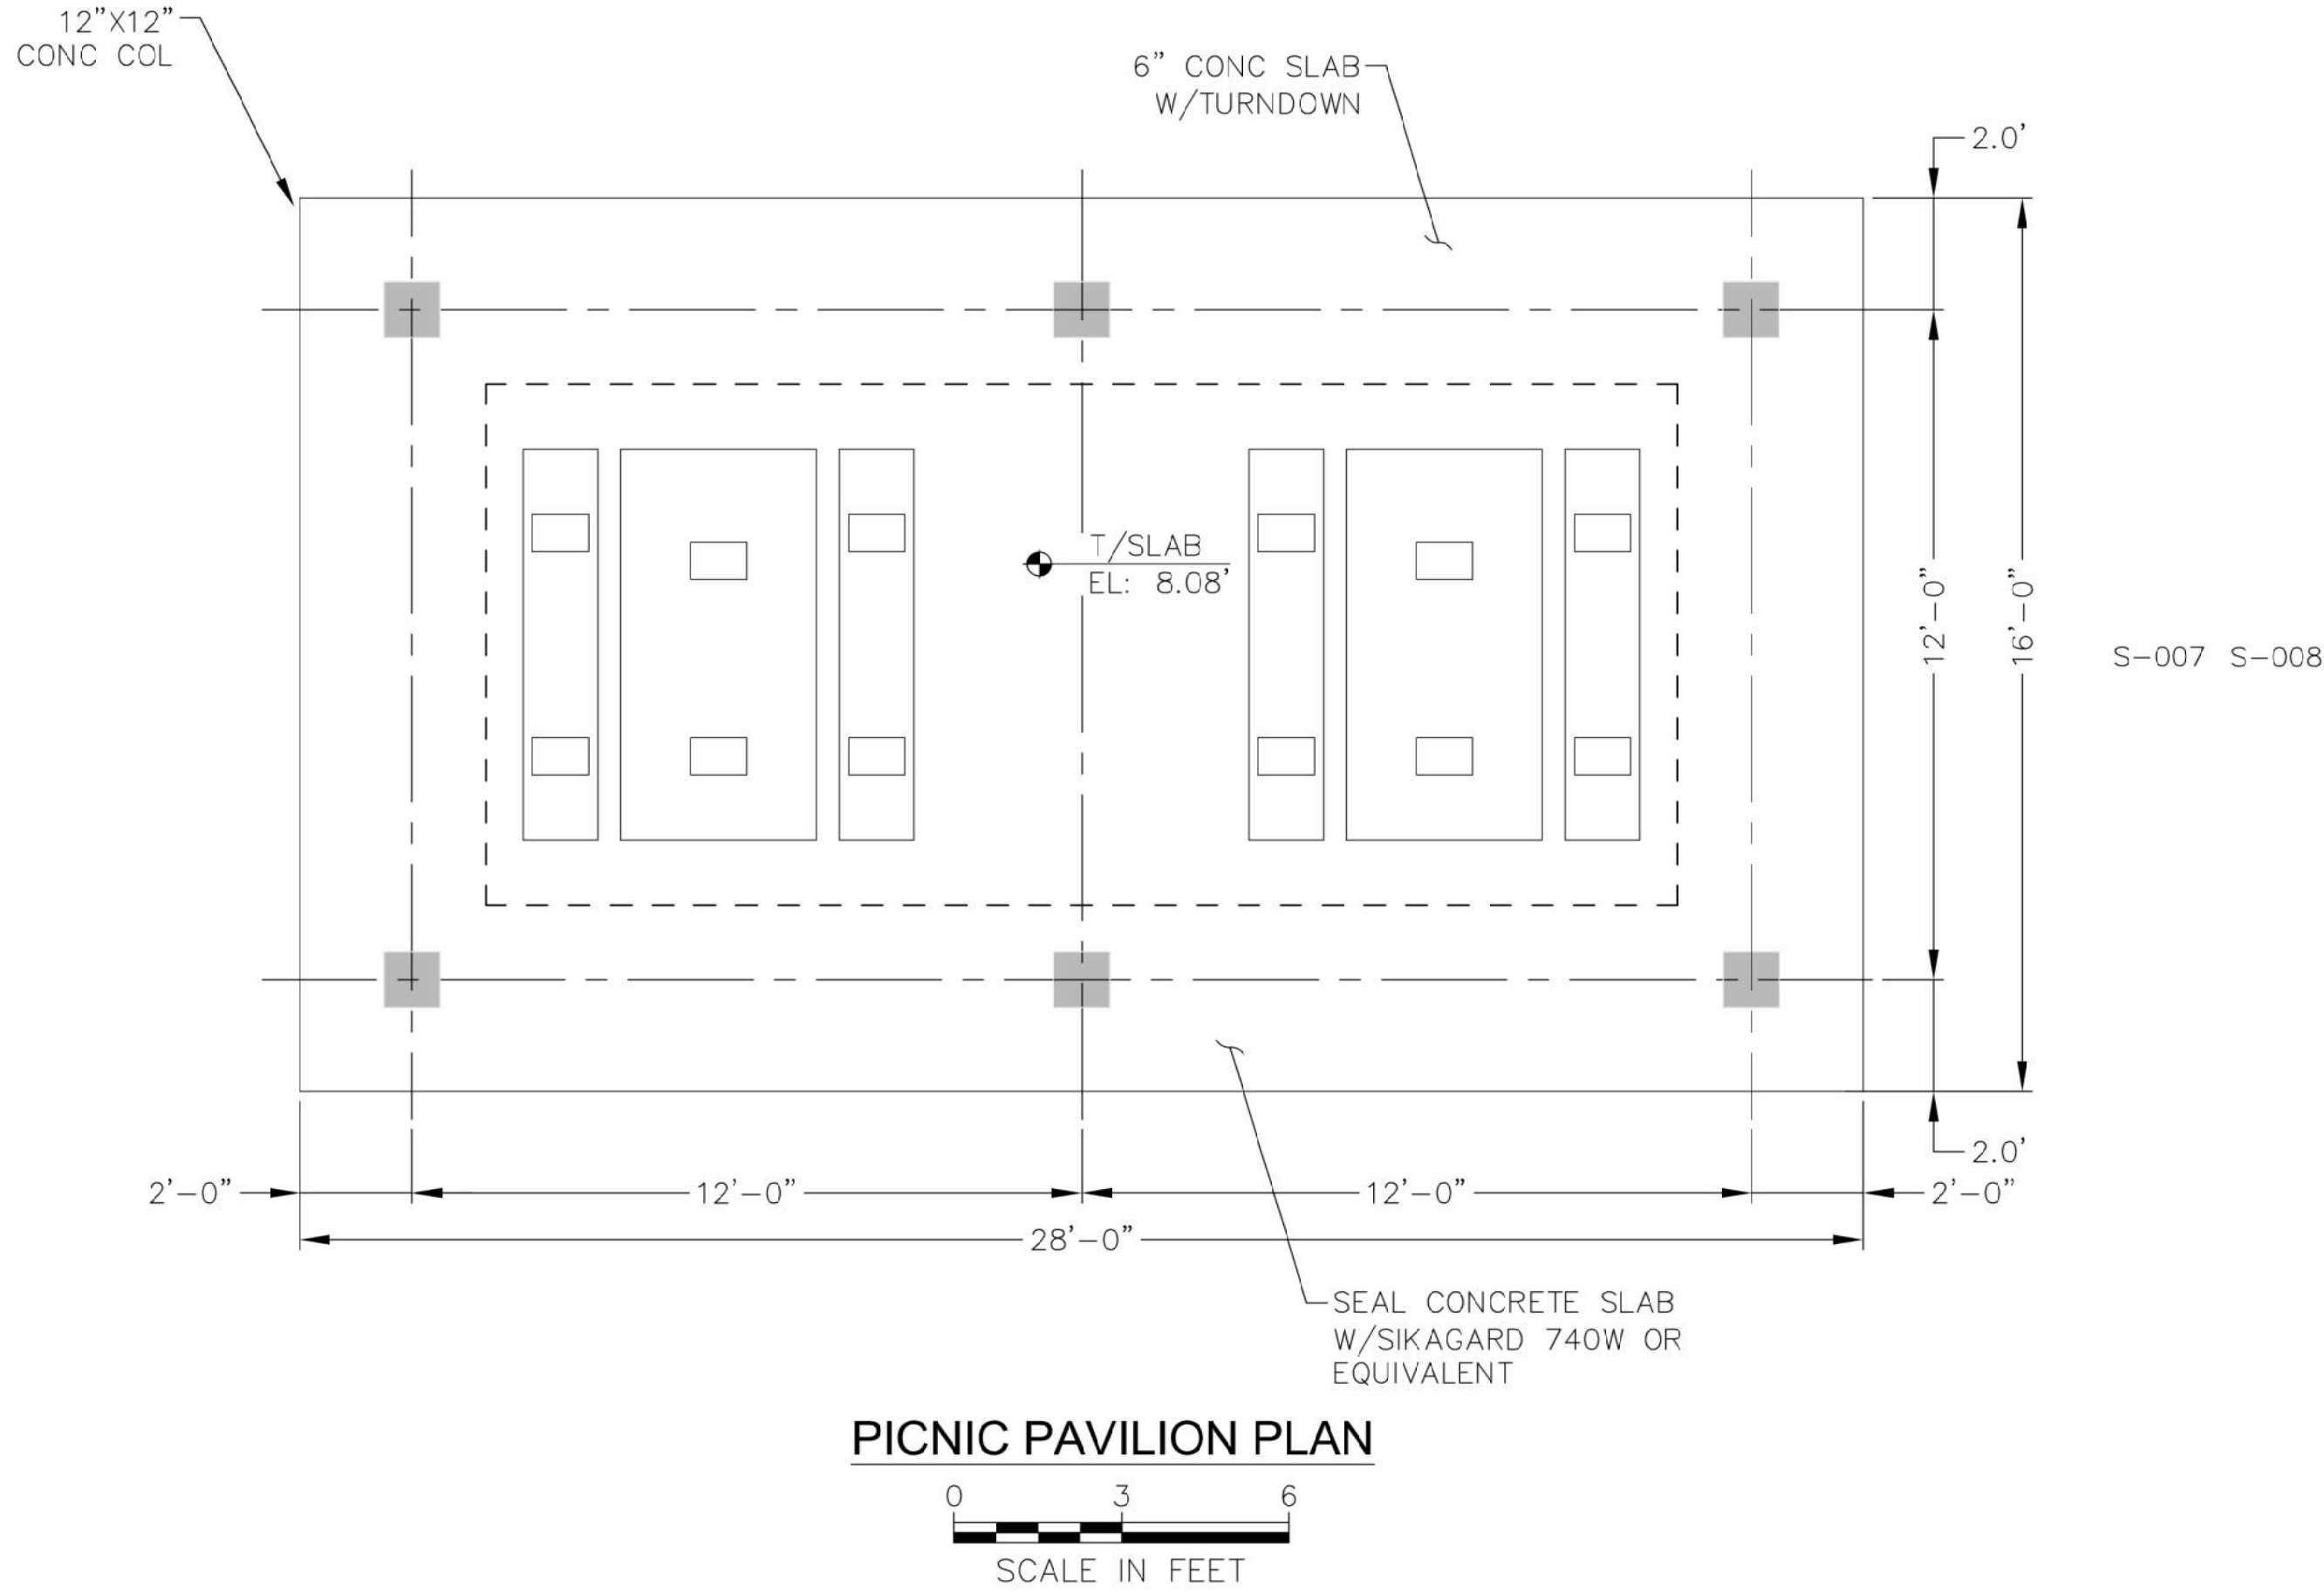 12”X12”
CONC COL
6” CONC SLAB
W/TURNDOWN
2.0’
T/SLAB
EL: 8.08’
12’–0”
16’–0”
S–007 S–008
2.0’
2’–0”
12’–0”
12’–0”
2’–0”
28’–0”
SEAL CONCRETE SLAB
W/SIKAGARD 740W OR
EQUIVALENT
PICNIC PAVILION PLAN
0 3 6
SCALE IN FEET